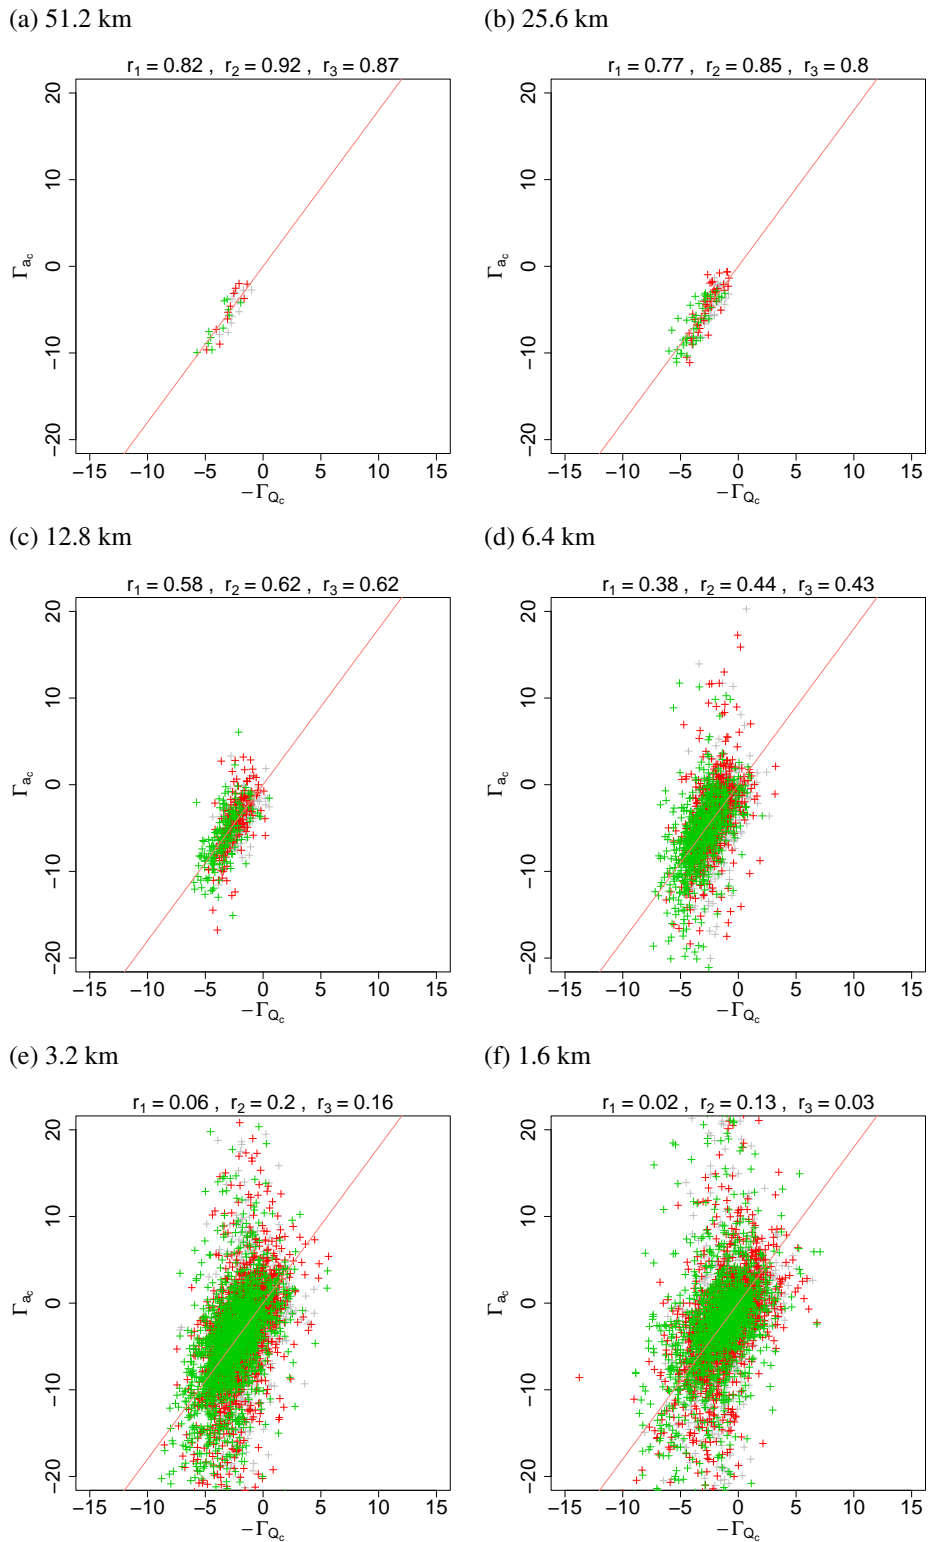 (a) 51.2 km
r1 = 0.82 , r2 = 0.92 , r3 = 0.87
20
10
0
−10
−20
Γac
−15 −10 −5 0 5 10 15
−ΓQc
(b) 25.6 km
r1 = 0.77 , r2 = 0.85 , r3 = 0.8
20
10
0
−10
−20
Γac
−15 −10 −5 0 5 10 15
−ΓQc
(c) 12.8 km
r1 = 0.58 , r2 = 0.62 , r3 = 0.62
20
10
0
−10
−20
Γac
−15 −10 −5 0 5 10 15
−ΓQc
(d) 6.4 km
r1 = 0.38 , r2 = 0.44 , r3 = 0.43
20
10
0
−10
−20
Γac
−15 −10 −5 0 5 10 15
−ΓQc
(e) 3.2 km
r1 = 0.06 , r2 = 0.2 , r3 = 0.16
20
10
0
−10
−20
Γac
−15 −10 −5 0 5 10 15
−ΓQc
(f) 1.6 km
r1 = 0.02 , r2 = 0.13 , r3 = 0.03
20
10
0
−10
−20
Γac
−15 −10 −5 0 5 10 15
−ΓQc